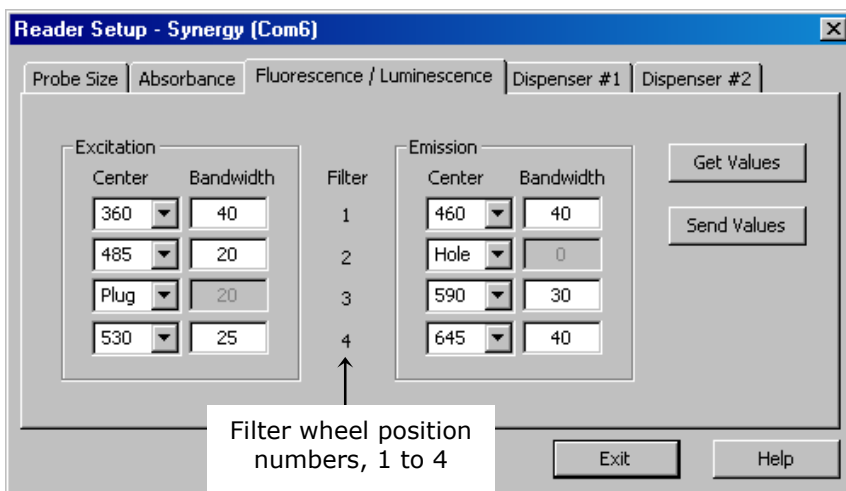 Reader Setup - Synergy (Com6)
Probe Size Absorbance Fluorescence / Luminescence Dispenser #1 Dispenser #2
Excitation Emission
Center Bandwidth Filter Center Bandwidth
360 40 1 460 40
485 20 2 Hole 0
Plug 20 3 590 30
530 25 4 645 40
Get Values
Send Values
Filter wheel position
numbers, 1 to 4
Exit Help